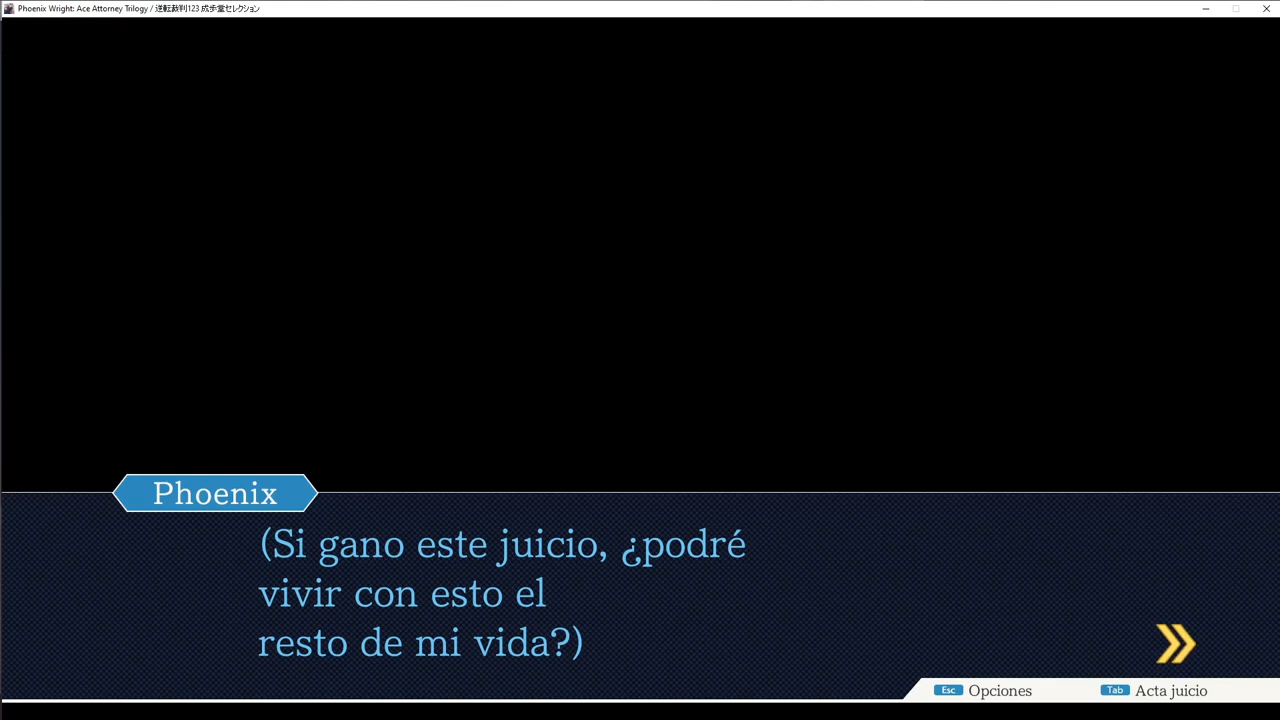 Phoenix Wright: Ace Attorney Trilogy / 逆転裁判123 成歩堂セレクション
Phoenix
(Si gano este juicio, ¿podré
vivir con esto el
resto de mi vida?)
Esc Opciones Tab Acta juicio